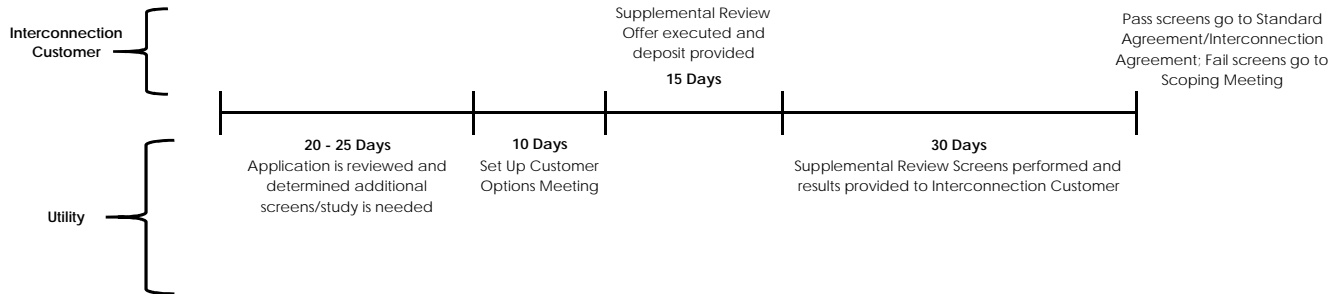 Interconnection
Customer
Supplemental Review
Offer executed and
deposit provided
15 Days
Pass screens go to Standard
Agreement/Interconnection
Agreement; Fail screens go to
Scoping Meeting
Utility
20 - 25 Days
Application is reviewed and
determined additional
screens/study is needed
10 Days
Set Up Customer
Options Meeting
30 Days
Supplemental Review Screens performed and
results provided to Interconnection Customer